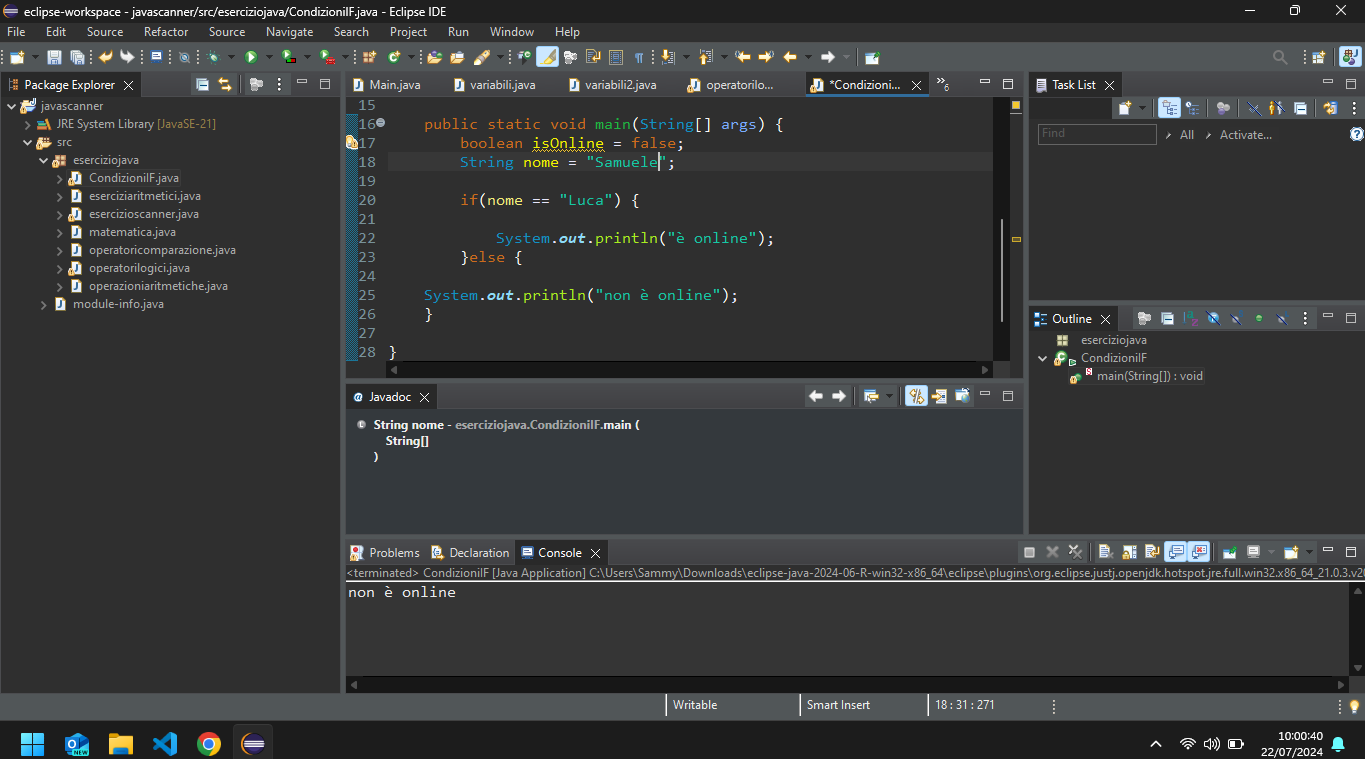 eclipse-workspace - javascanner/src/eserciziojava/CondizioniIF.java - Eclipse IDE
File Edit Source Refactor Source Navigate Search Project Run Window Help
Package Explorer
javascanner
JRE System Library [JavaSE-21]
src
eserciziojava
CondizioniIF.java
eserciziaritmetici.java
esercizioscanner.java
matematica.java
operatoricomparazione.java
operatorilogici.java
operazioniaritmetiche.java
module-info.java
Main.java variabili.java variabili2.java operatorilo... *Condizioni... »6
15
16 public static void main(String[] args) {
17 boolean isOnline = false;
18 String nome = "Samuele";
19
20 if(nome == "Luca") {
21
22 System.out.println("è online");
23 }else {
24
25 System.out.println("non è online");
26 }
27
28 }
Javadoc
String nome - eserciziojava.CondizioniIF.main (
String[]
)
Task List
Find All Activate...
Outline
eserciziojava
CondizioniIF
main(String[]) : void
Problems Declaration Console
<terminated> CondizioniIF [Java Application] C:\Users\Sammy\Downloads\eclipse-java-2024-06-R-win32-x86_64\eclipse\plugins\org.eclipse.justj.openjdk.hotspot.jre.full.win32.x86_64_21.0.3.v20
non è online
Writable Smart Insert 18 : 31 : 271
NEW
10:00:40
22/07/2024